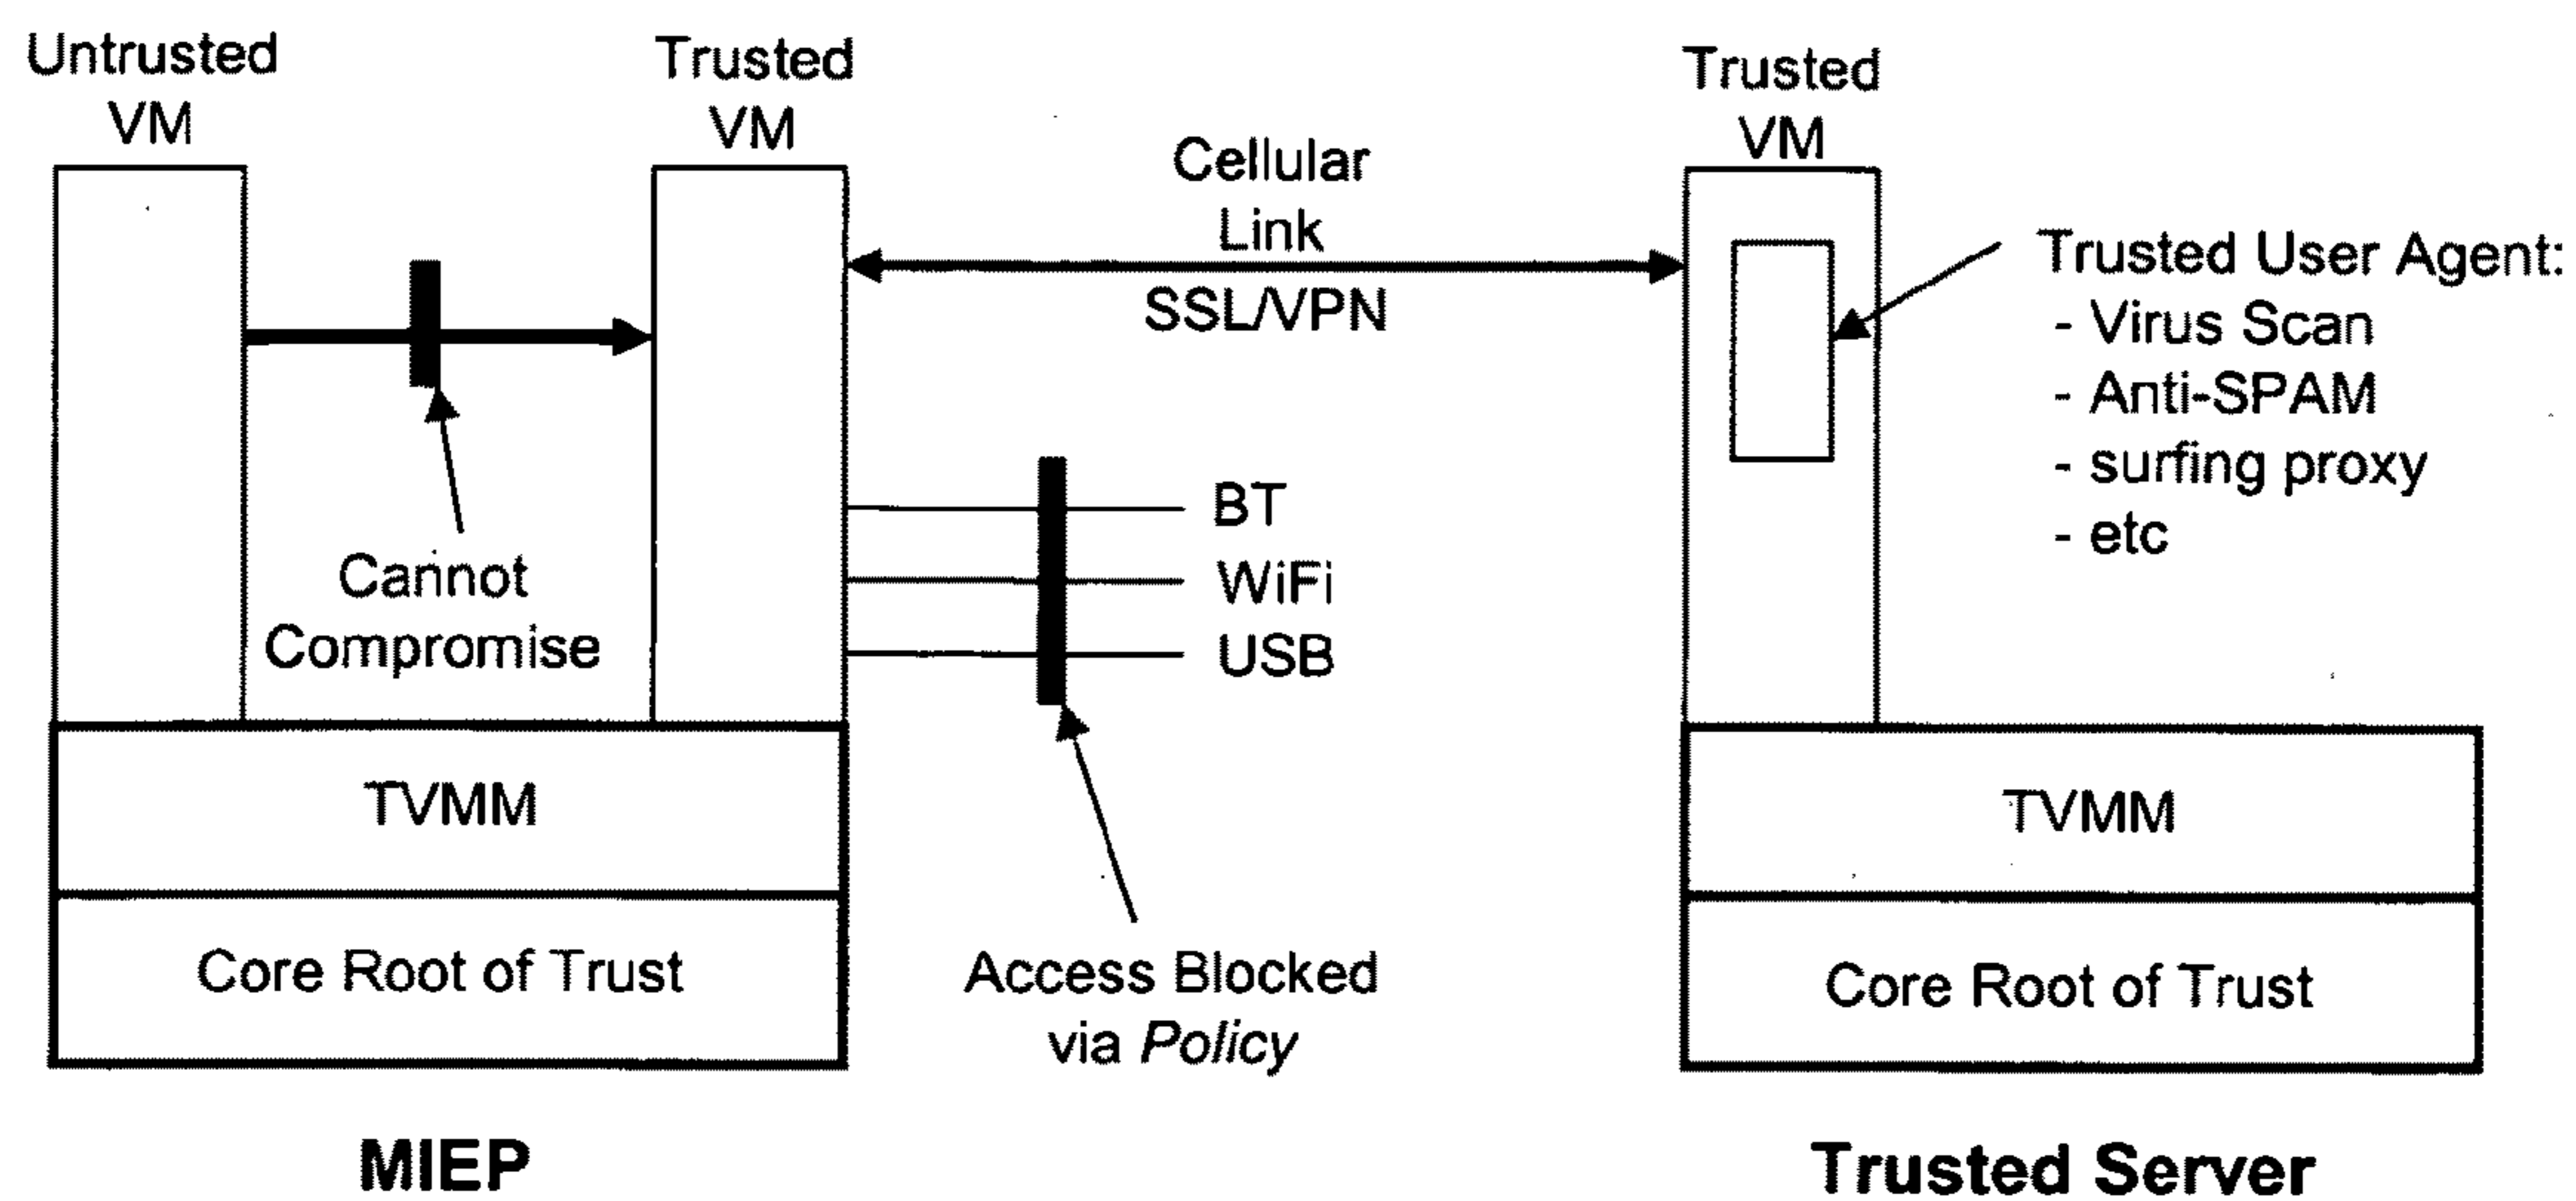 Untrusted
VM
Trusted
VM
Trusted
VM
Cellular
Link
SSL/VPN
Trusted User Agent:
- Virus Scan
- Anti-SPAM
- surfing proxy
- etc
BT
WiFi
USB
Cannot
Compromise
TVMM
Core Root of Trust
Access Blocked
via Policy
TVMM
Core Root of Trust
MIEP
Trusted Server